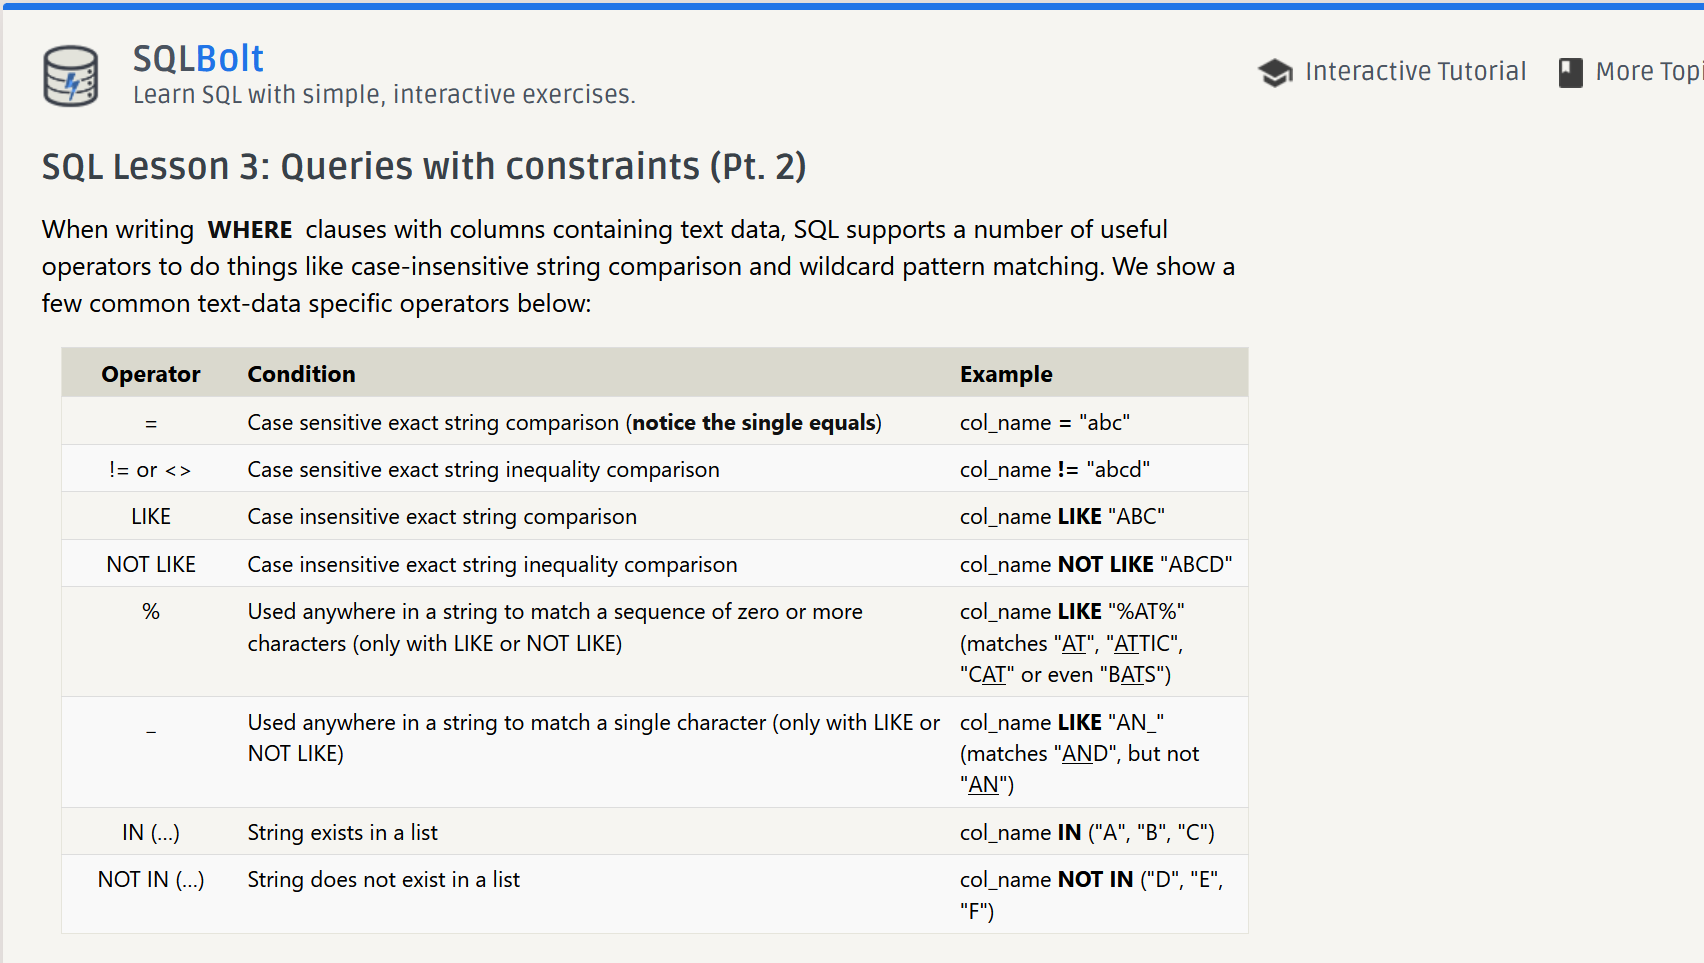 SQLBolt
Learn SQL with simple, interactive exercises.
Interactive Tutorial
More Topi
SQL Lesson 3: Queries with constraints (Pt. 2)
When writing WHERE clauses with columns containing text data, SQL supports a number of useful
operators to do things like case-insensitive string comparison and wildcard pattern matching. We show a
few common text-data specific operators below:
Operator Condition Example
= Case sensitive exact string comparison (notice the single equals) col_name = "abc"
!= or <> Case sensitive exact string inequality comparison col_name != "abcd"
LIKE Case insensitive exact string comparison col_name LIKE "ABC"
NOT LIKE Case insensitive exact string inequality comparison col_name NOT LIKE "ABCD"
% Used anywhere in a string to match a sequence of zero or more col_name LIKE "%AT%"
characters (only with LIKE or NOT LIKE) (matches "AT", "ATTIC",
"CAT" or even "BATS")
_ Used anywhere in a string to match a single character (only with LIKE or col_name LIKE "AN_"
NOT LIKE) (matches "AND", but not
"AN")
IN (...) String exists in a list col_name IN ("A", "B", "C")
NOT IN (...) String does not exist in a list col_name NOT IN ("D", "E",
"F")